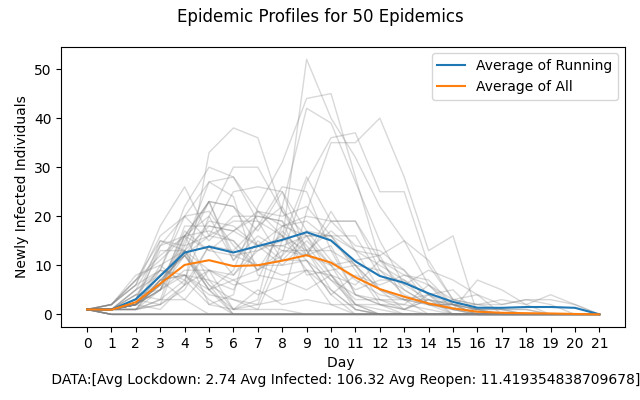 Epidemic Profiles for 50 Epidemics
Average of Running
Average of All
Newly Infected Individuals
50
40
30
20
10
0
0 1 2 3 4 5 6 7 8 9 10 11 12 13 14 15 16 17 18 19 20 21
Day
DATA:[Avg Lockdown: 2.74 Avg Infected: 106.32 Avg Reopen: 11.419354838709678]